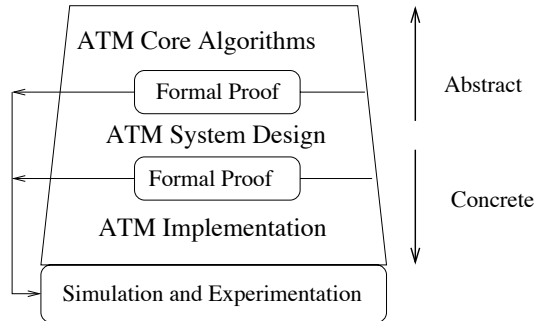 ATM Core Algorithms
Formal Proof
Abstract
ATM System Design
Formal Proof
Concrete
ATM Implementation
Simulation and Experimentation